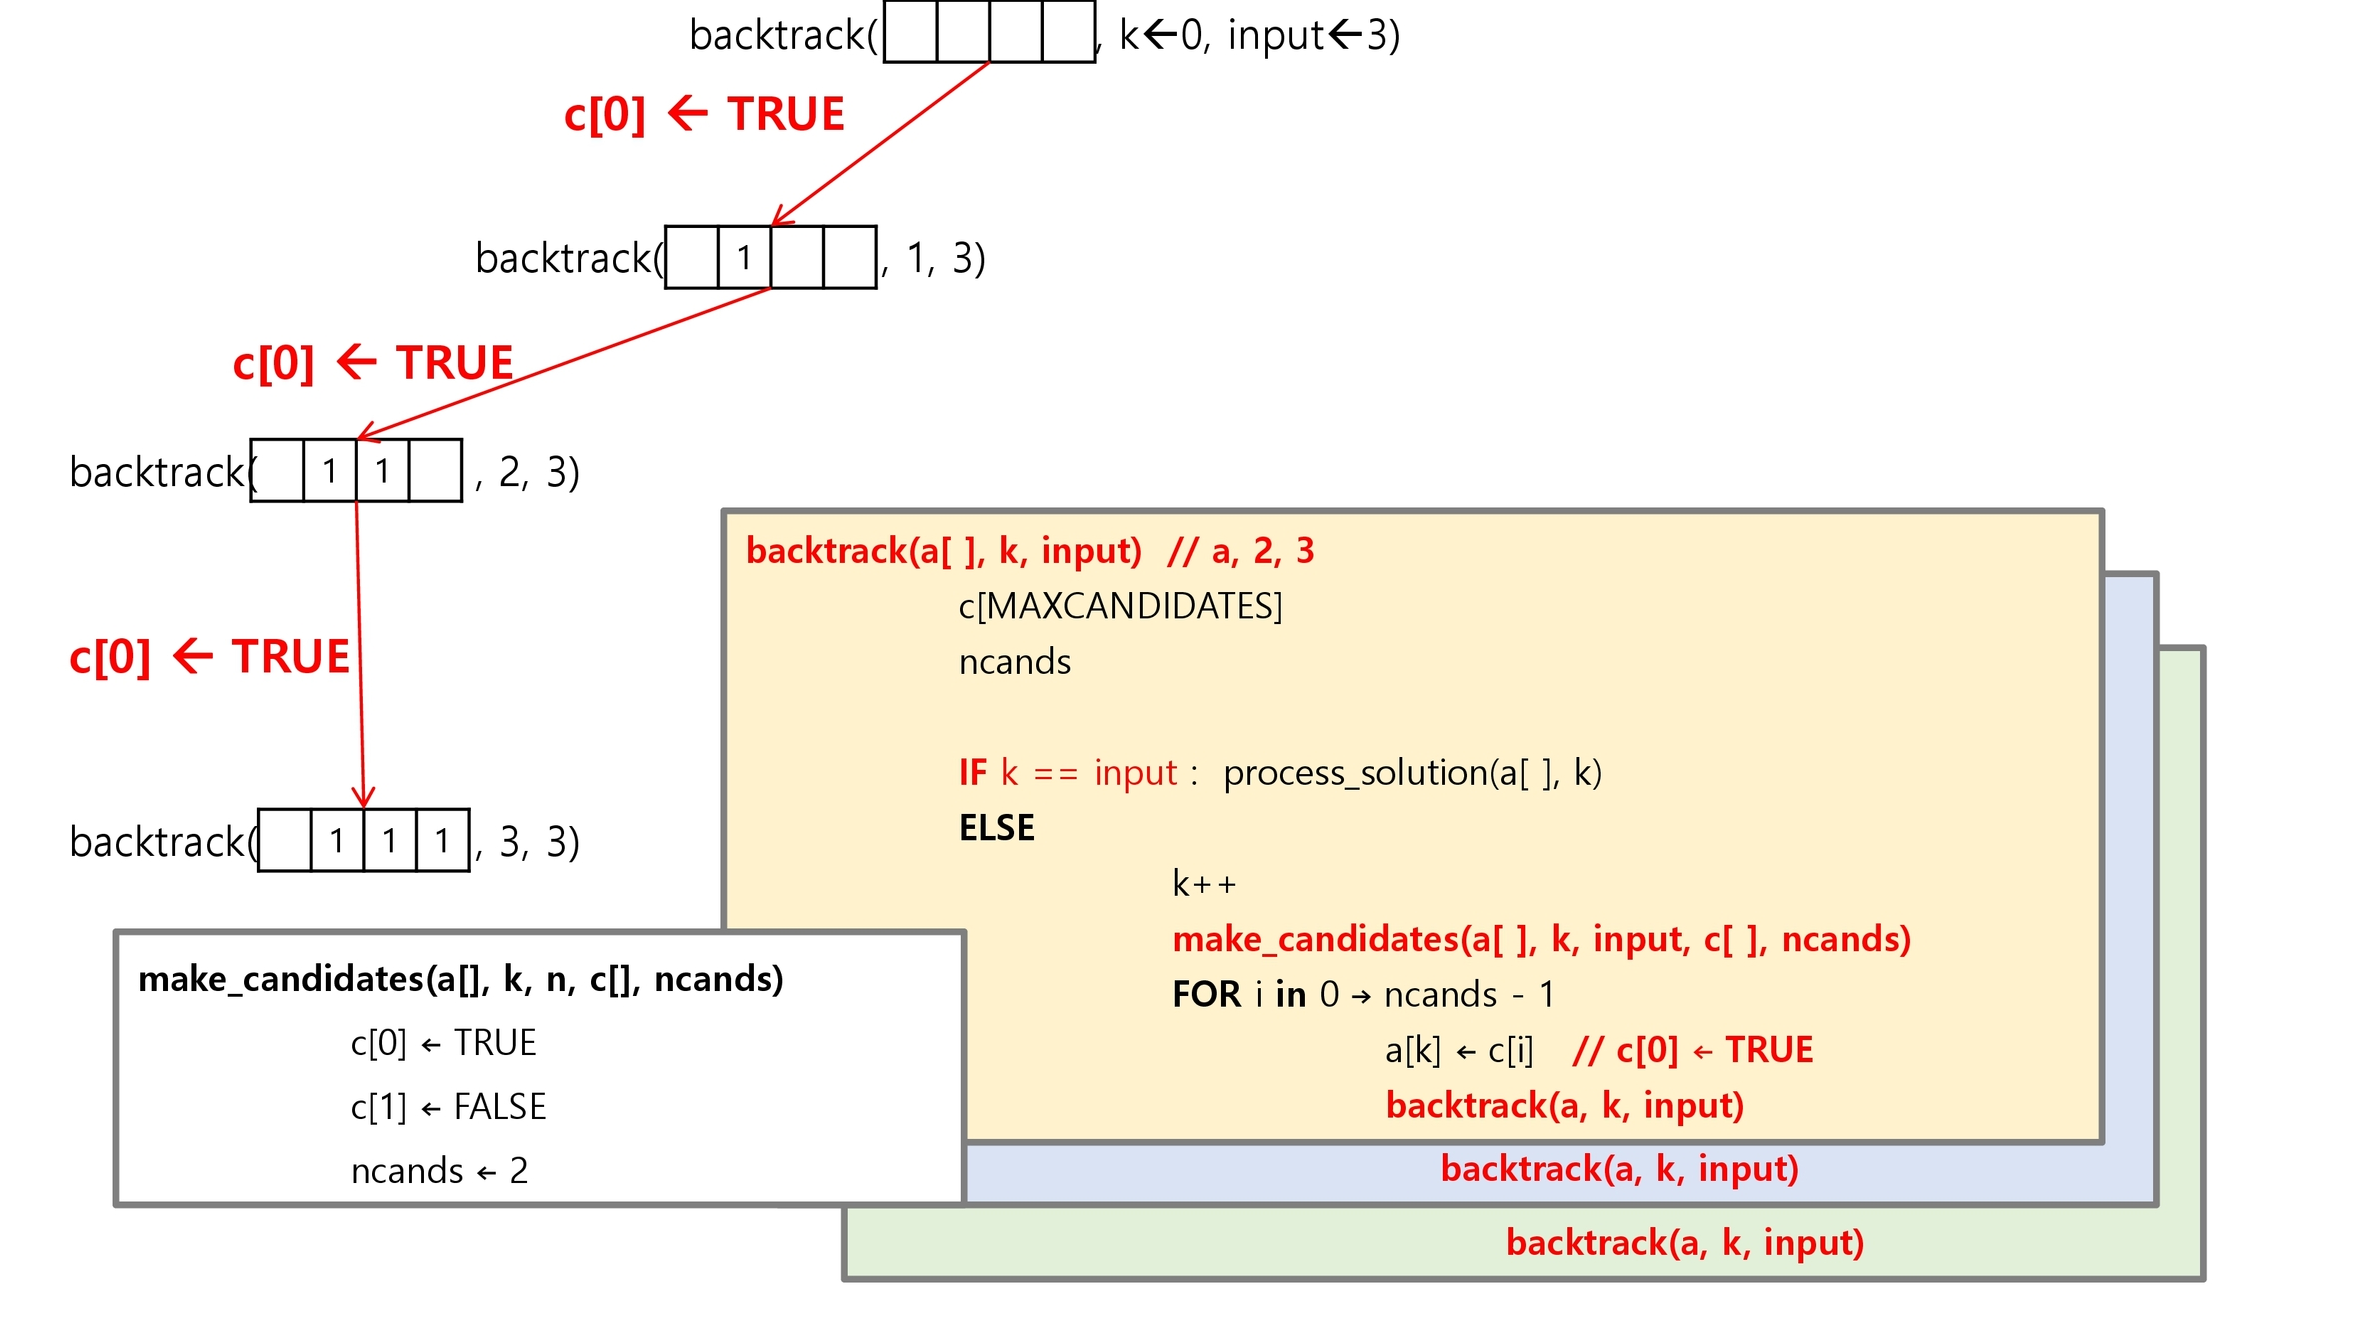 backtrack( , k←0, input←3)
c[0] ← TRUE
backtrack( 1 , 1, 3)
c[0] ← TRUE
backtrack( 1 1 , 2, 3)
c[0] ← TRUE
backtrack( 1 1 1 , 3, 3)
backtrack(a[ ], k, input) // a, 2, 3
c[MAXCANDIDATES]
ncands
IF k == input : process_solution(a[ ], k)
ELSE
k++
make_candidates(a[ ], k, input, c[ ], ncands)
FOR i in 0 → ncands - 1
a[k] ← c[i] // c[0] ← TRUE
backtrack(a, k, input)
backtrack(a, k, input)
backtrack(a, k, input)
make_candidates(a[], k, n, c[], ncands)
c[0] ← TRUE
c[1] ← FALSE
ncands ← 2